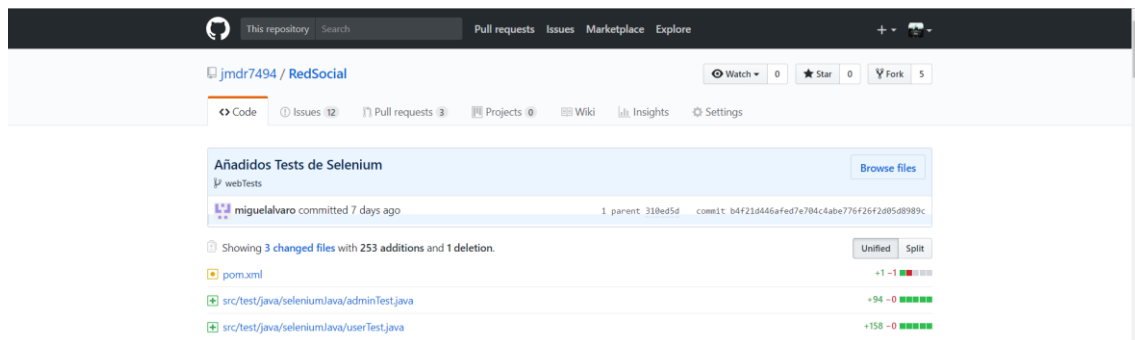 This repository Search Pull requests Issues Marketplace Explore
jmdr7494 / RedSocial Watch 0 Star 0 Fork 5
Code Issues 12 Pull requests 3 Projects 0 Wiki Insights Settings
Añadidos Tests de Selenium Browse files
webTests
miguelalvaro committed 7 days ago 1 parent 310ed5d commit b4f21d446afed7e704c4abe776f26f2d05d8989c
Showing 3 changed files with 253 additions and 1 deletion. Unified Split
pom.xml +1 −1
src/test/java/seleniumJava/adminTest.java +94 −0
src/test/java/seleniumJava/userTest.java +158 −0